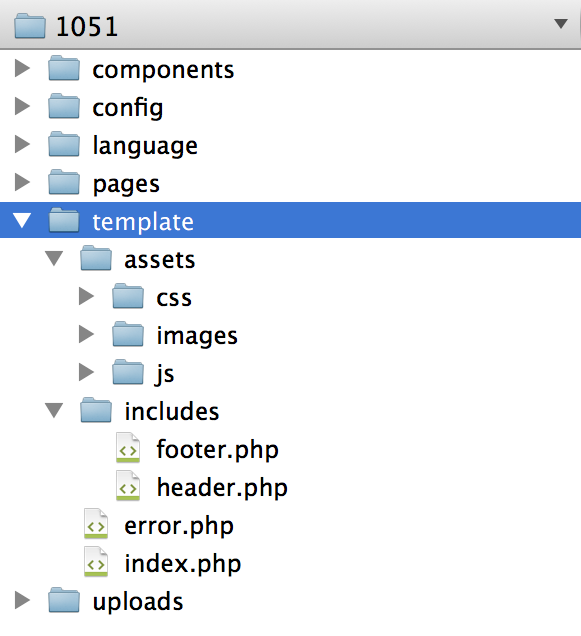 1051
components
config
language
pages
template
assets
css
images
js
includes
footer.php
header.php
error.php
index.php
uploads